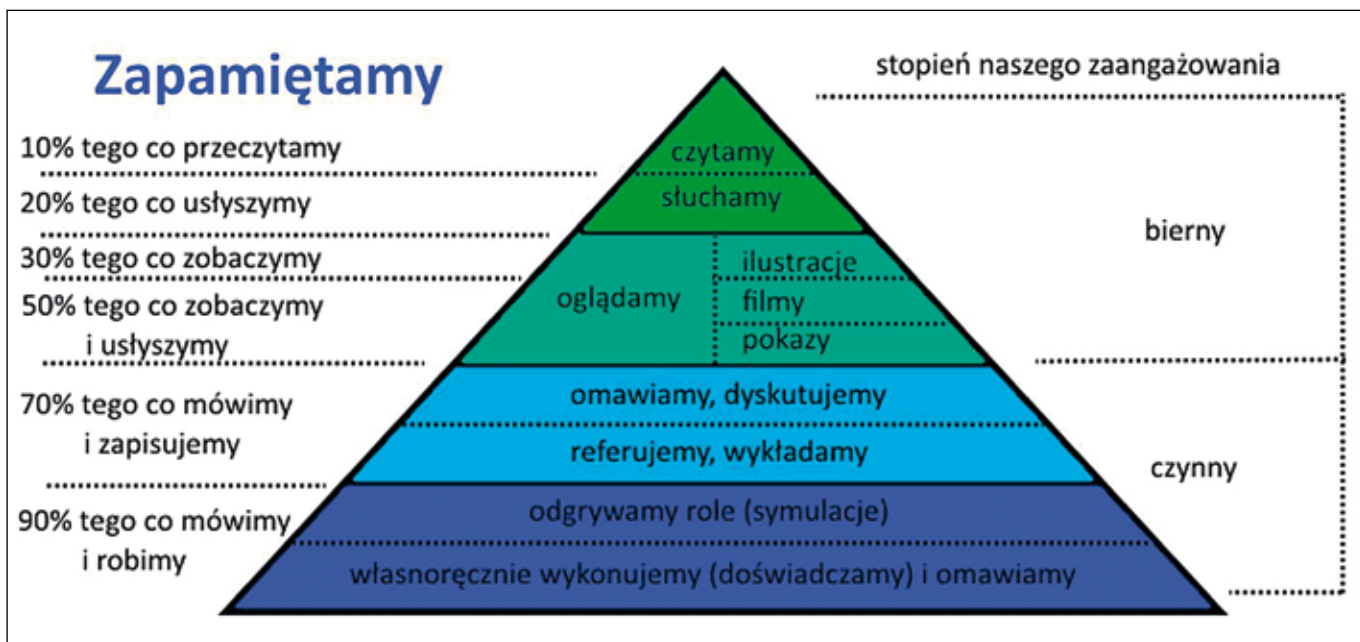 Zapamiętamy
stopień naszego zaangażowania
10% tego co przeczytamy
czytamy
20% tego co usłyszymy
słuchamy
bierny
30% tego co zobaczymy
ilustracje
oglądamy
filmy
50% tego co zobaczymy
i usłyszymy
pokazy
70% tego co mówimy
i zapisujemy
omawiamy, dyskutujemy
referujemy, wykładamy
czynny
90% tego co mówimy
i robimy
odgrywamy role (symulacje)
własnoręcznie wykonujemy (doświadczamy) i omawiamy